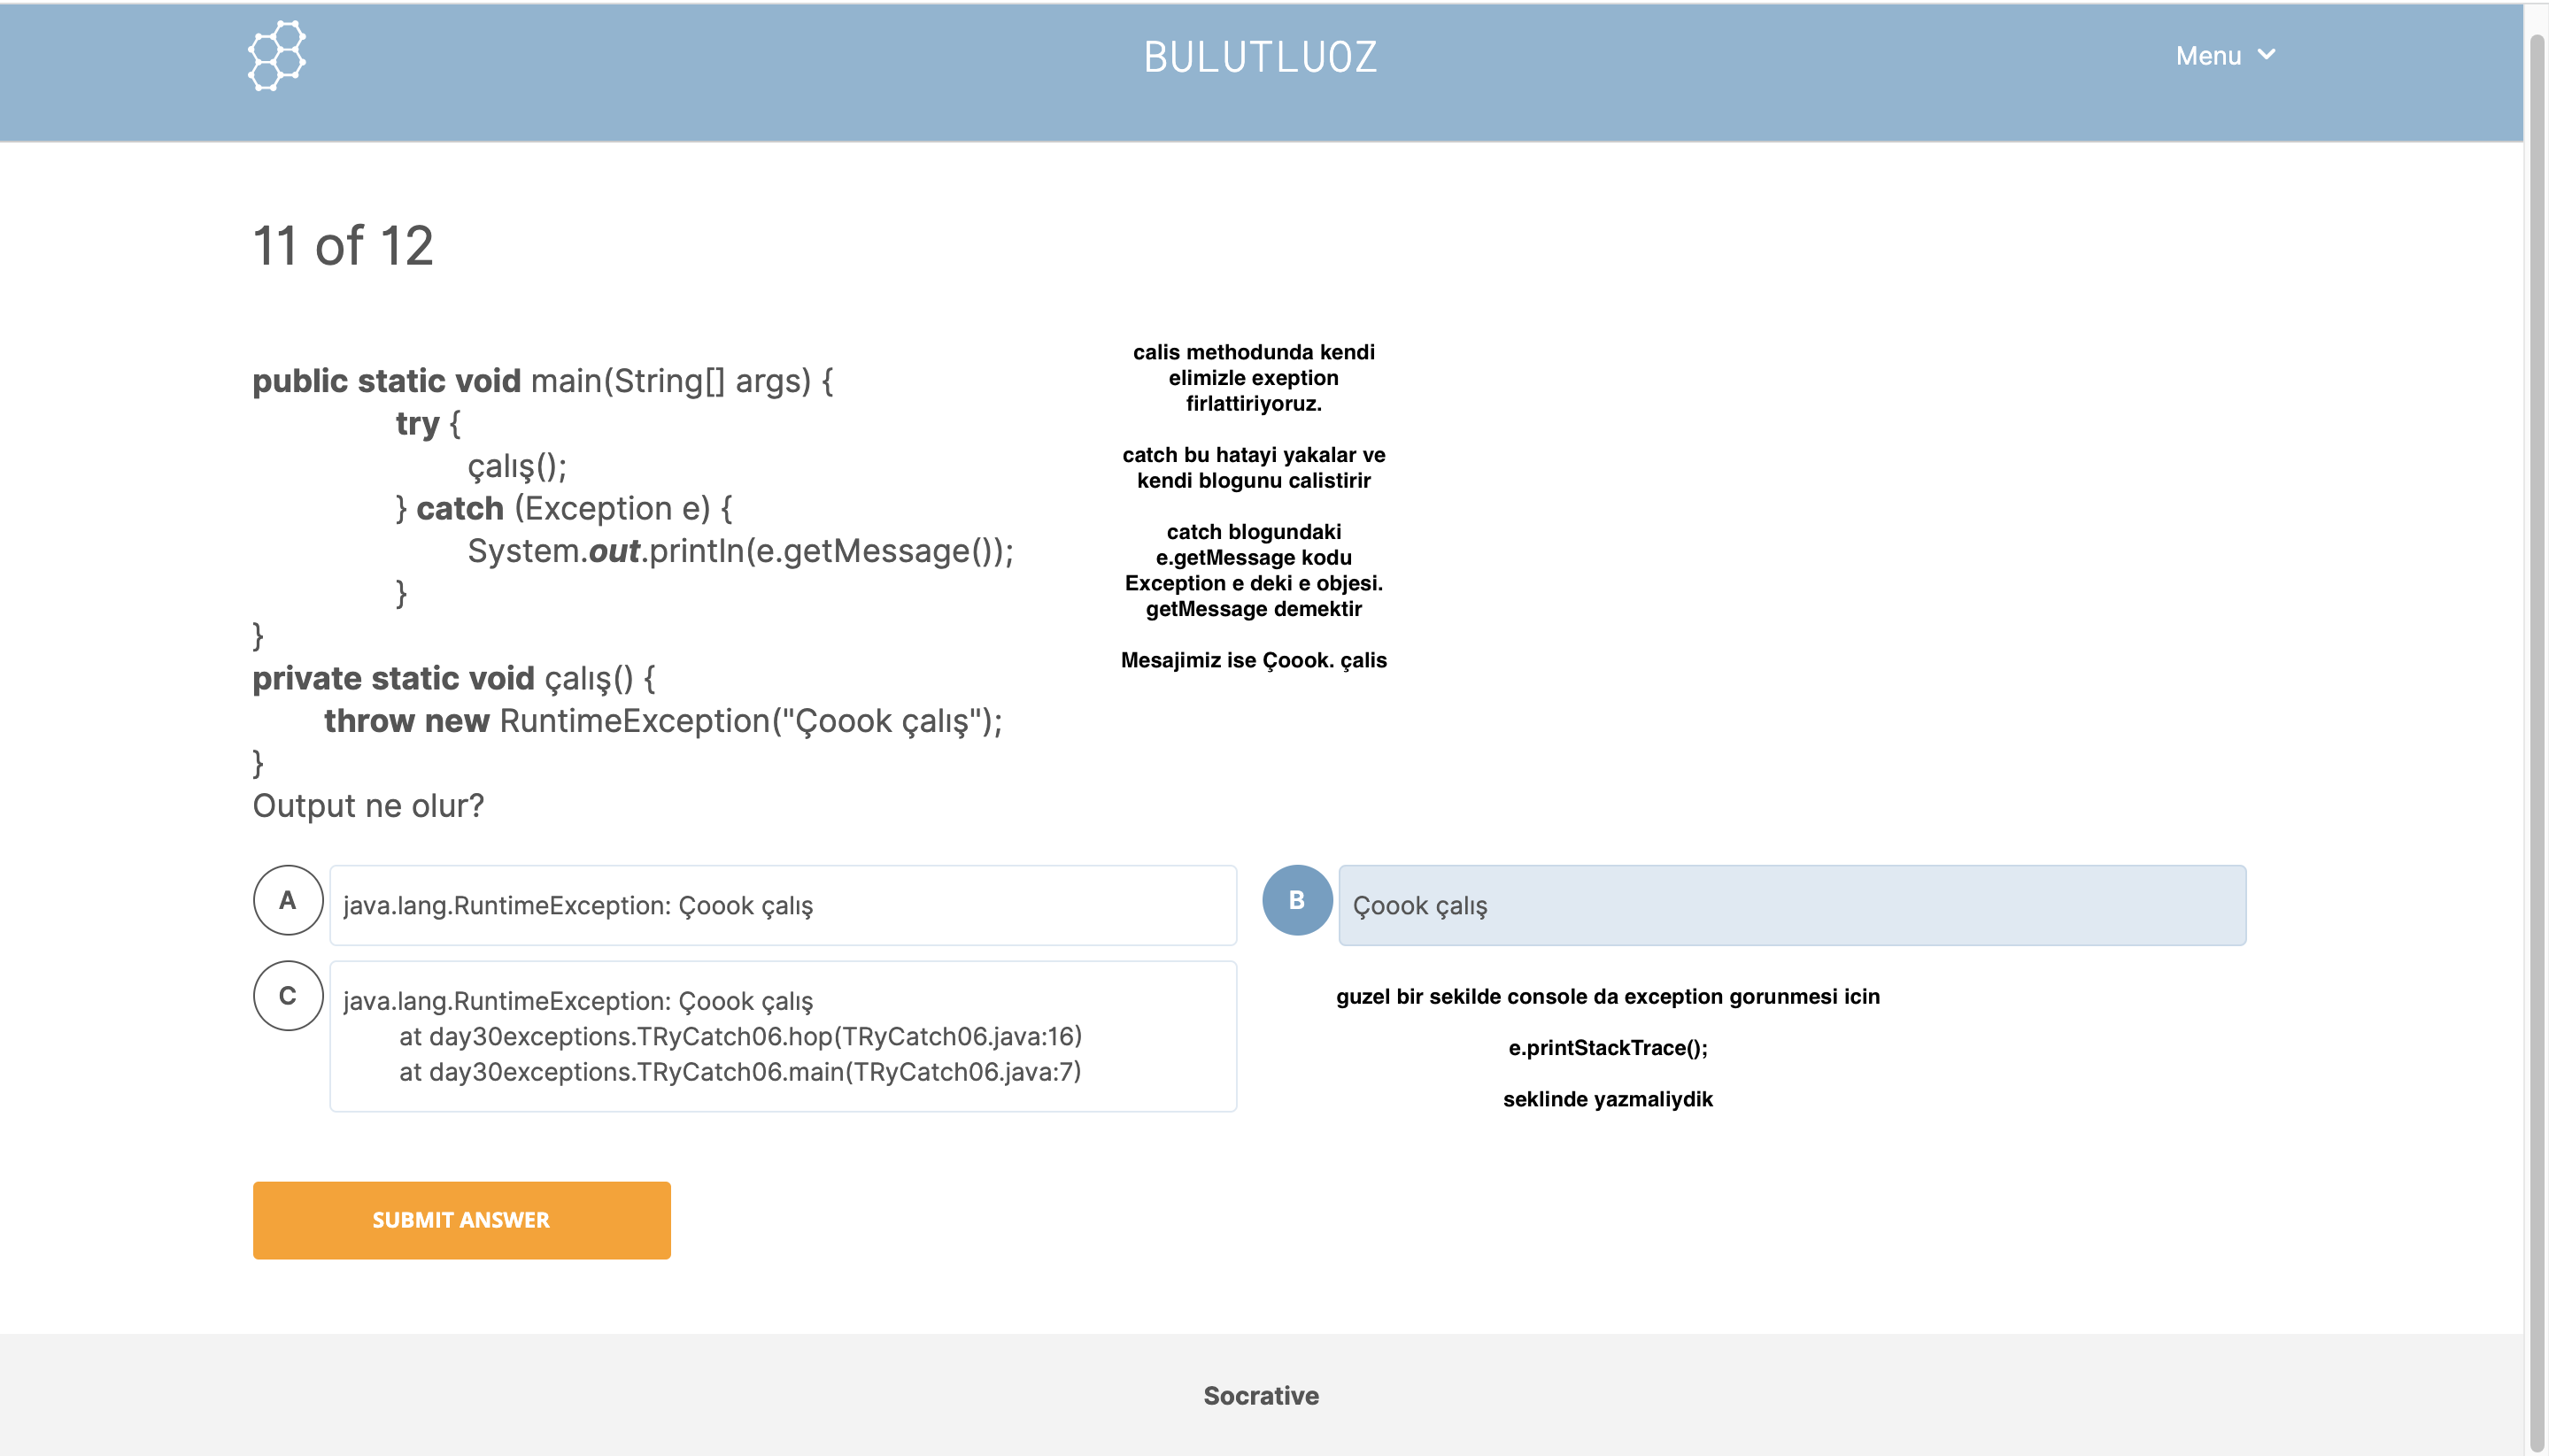 BULUTLUOZ
Menu
11 of 12
public static void main(String[] args) {
try {
çalış();
} catch (Exception e) {
System.out.println(e.getMessage());
}
}
private static void çalış() {
throw new RuntimeException("Çoook çalış");
}
Output ne olur?
calis methodunda kendi
elimizle exeption
firlattiriyoruz.
catch bu hatayi yakalar ve
kendi blogunu calistirir
catch blogundaki
e.getMessage kodu
Exception e deki e objesi.
getMessage demektir
Mesajimiz ise Çoook. çalis
A
java.lang.RuntimeException: Çoook çalış
B
Çoook çalış
C
java.lang.RuntimeException: Çoook çalış
at day30exceptions.TRyCatch06.hop(TRyCatch06.java:16)
at day30exceptions.TRyCatch06.main(TRyCatch06.java:7)
guzel bir sekilde console da exception gorunmesi icin
e.printStackTrace();
seklinde yazmaliydik
SUBMIT ANSWER
Socrative